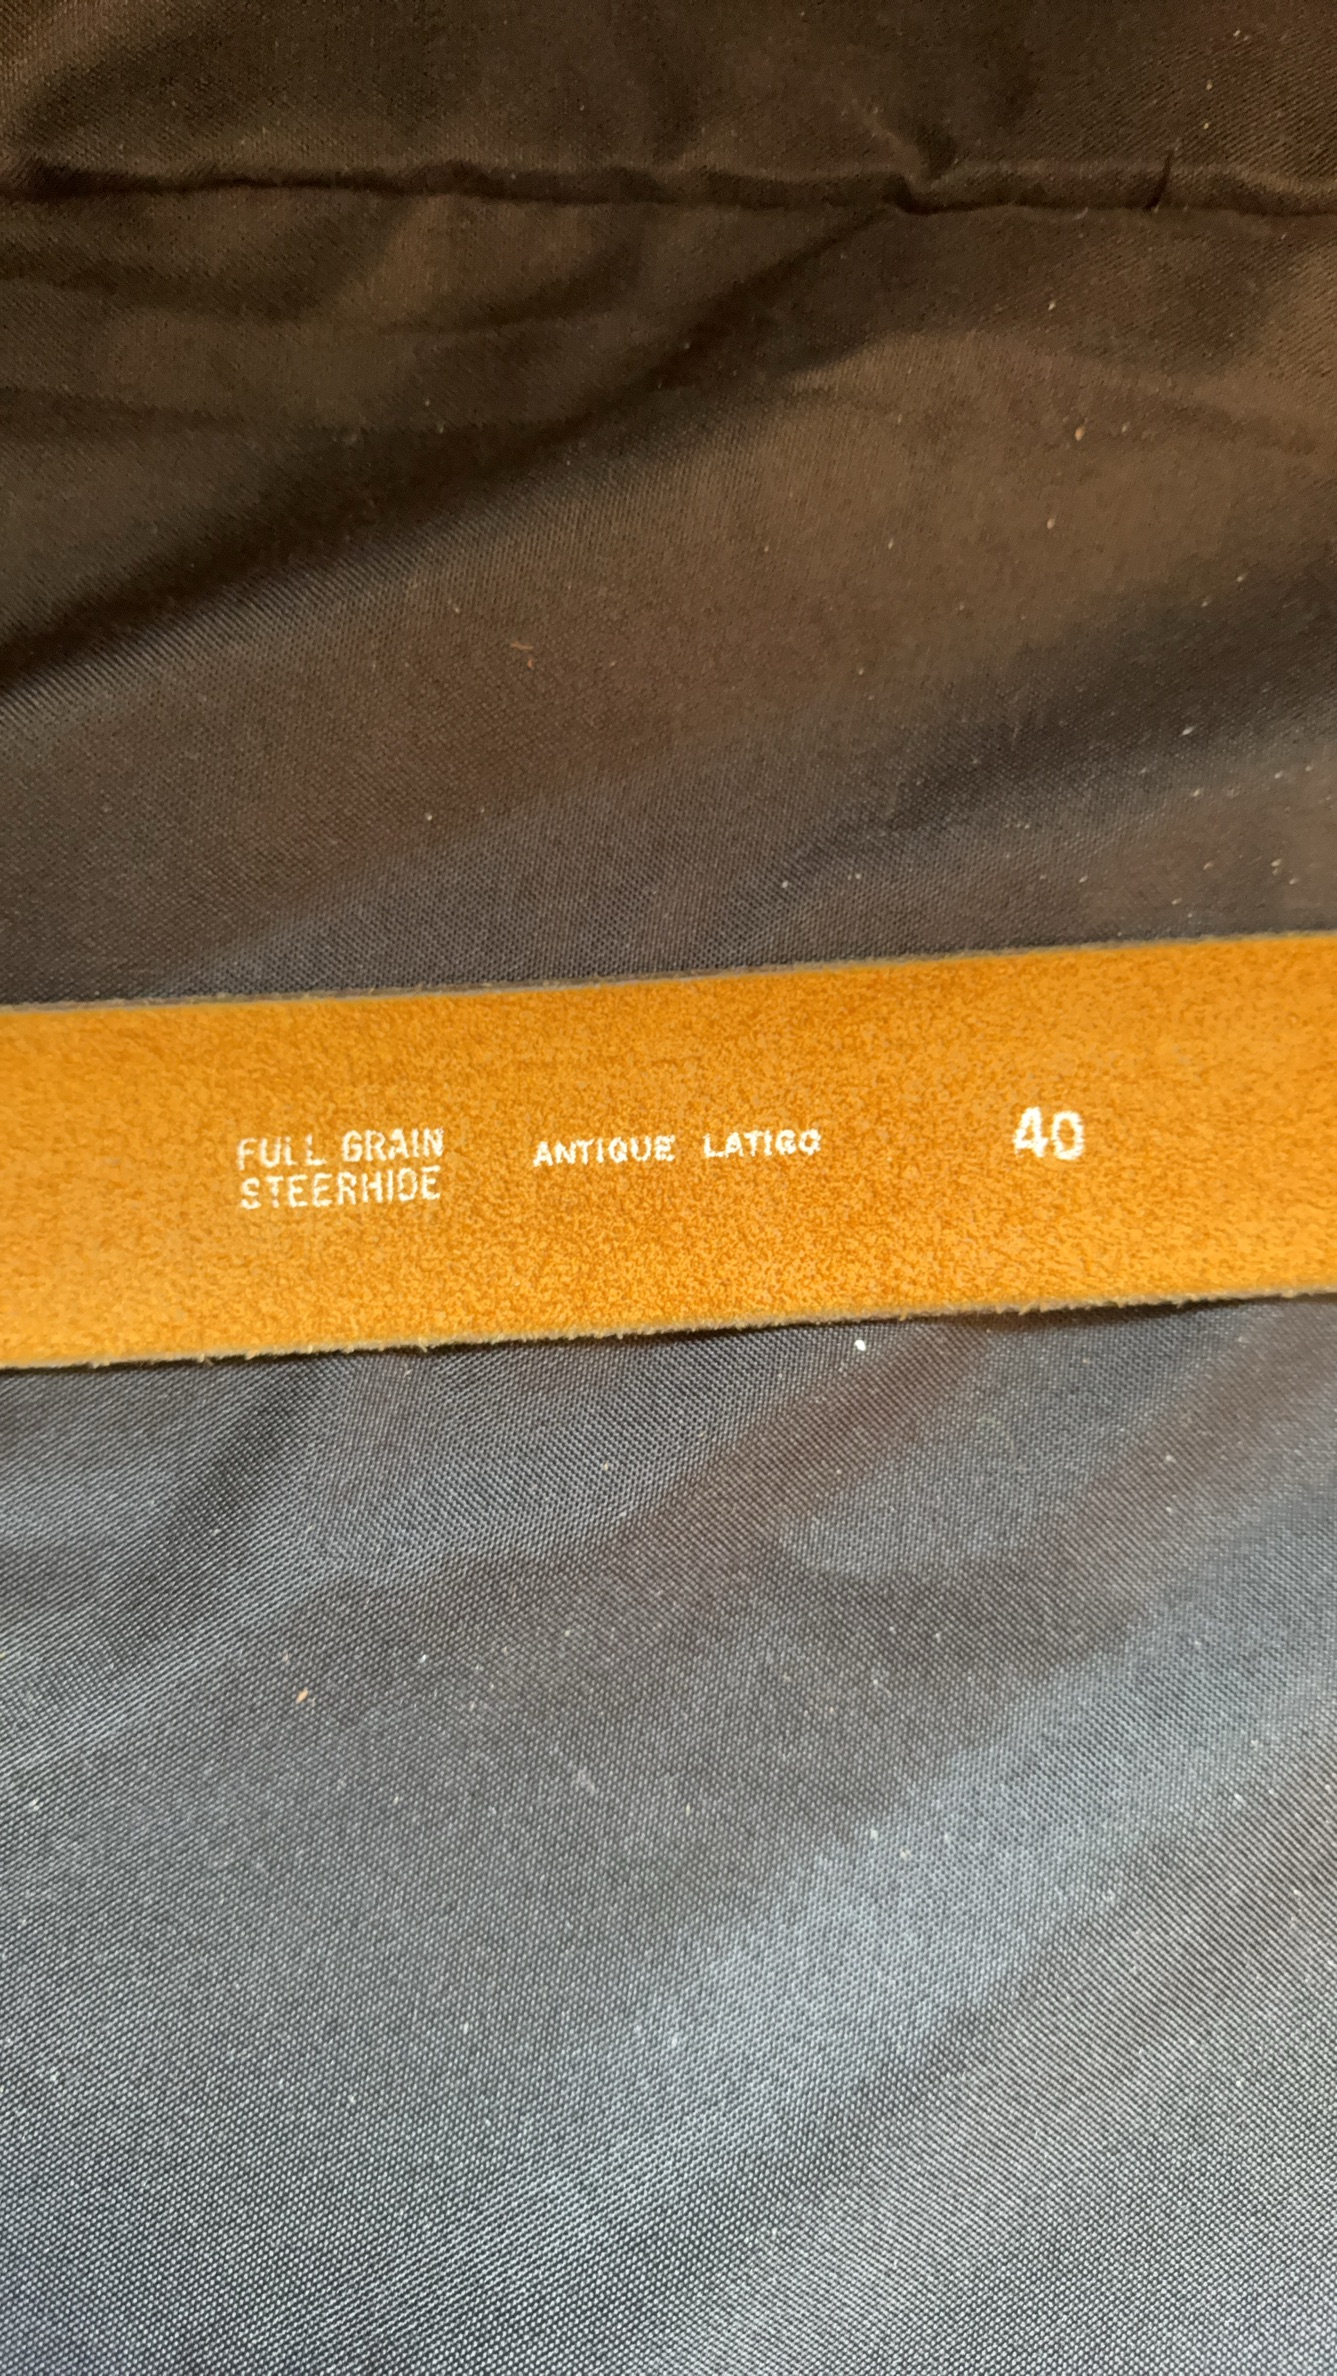 FULL GRAIN
STEERHIDE
ANTIQUE LATIGO
40